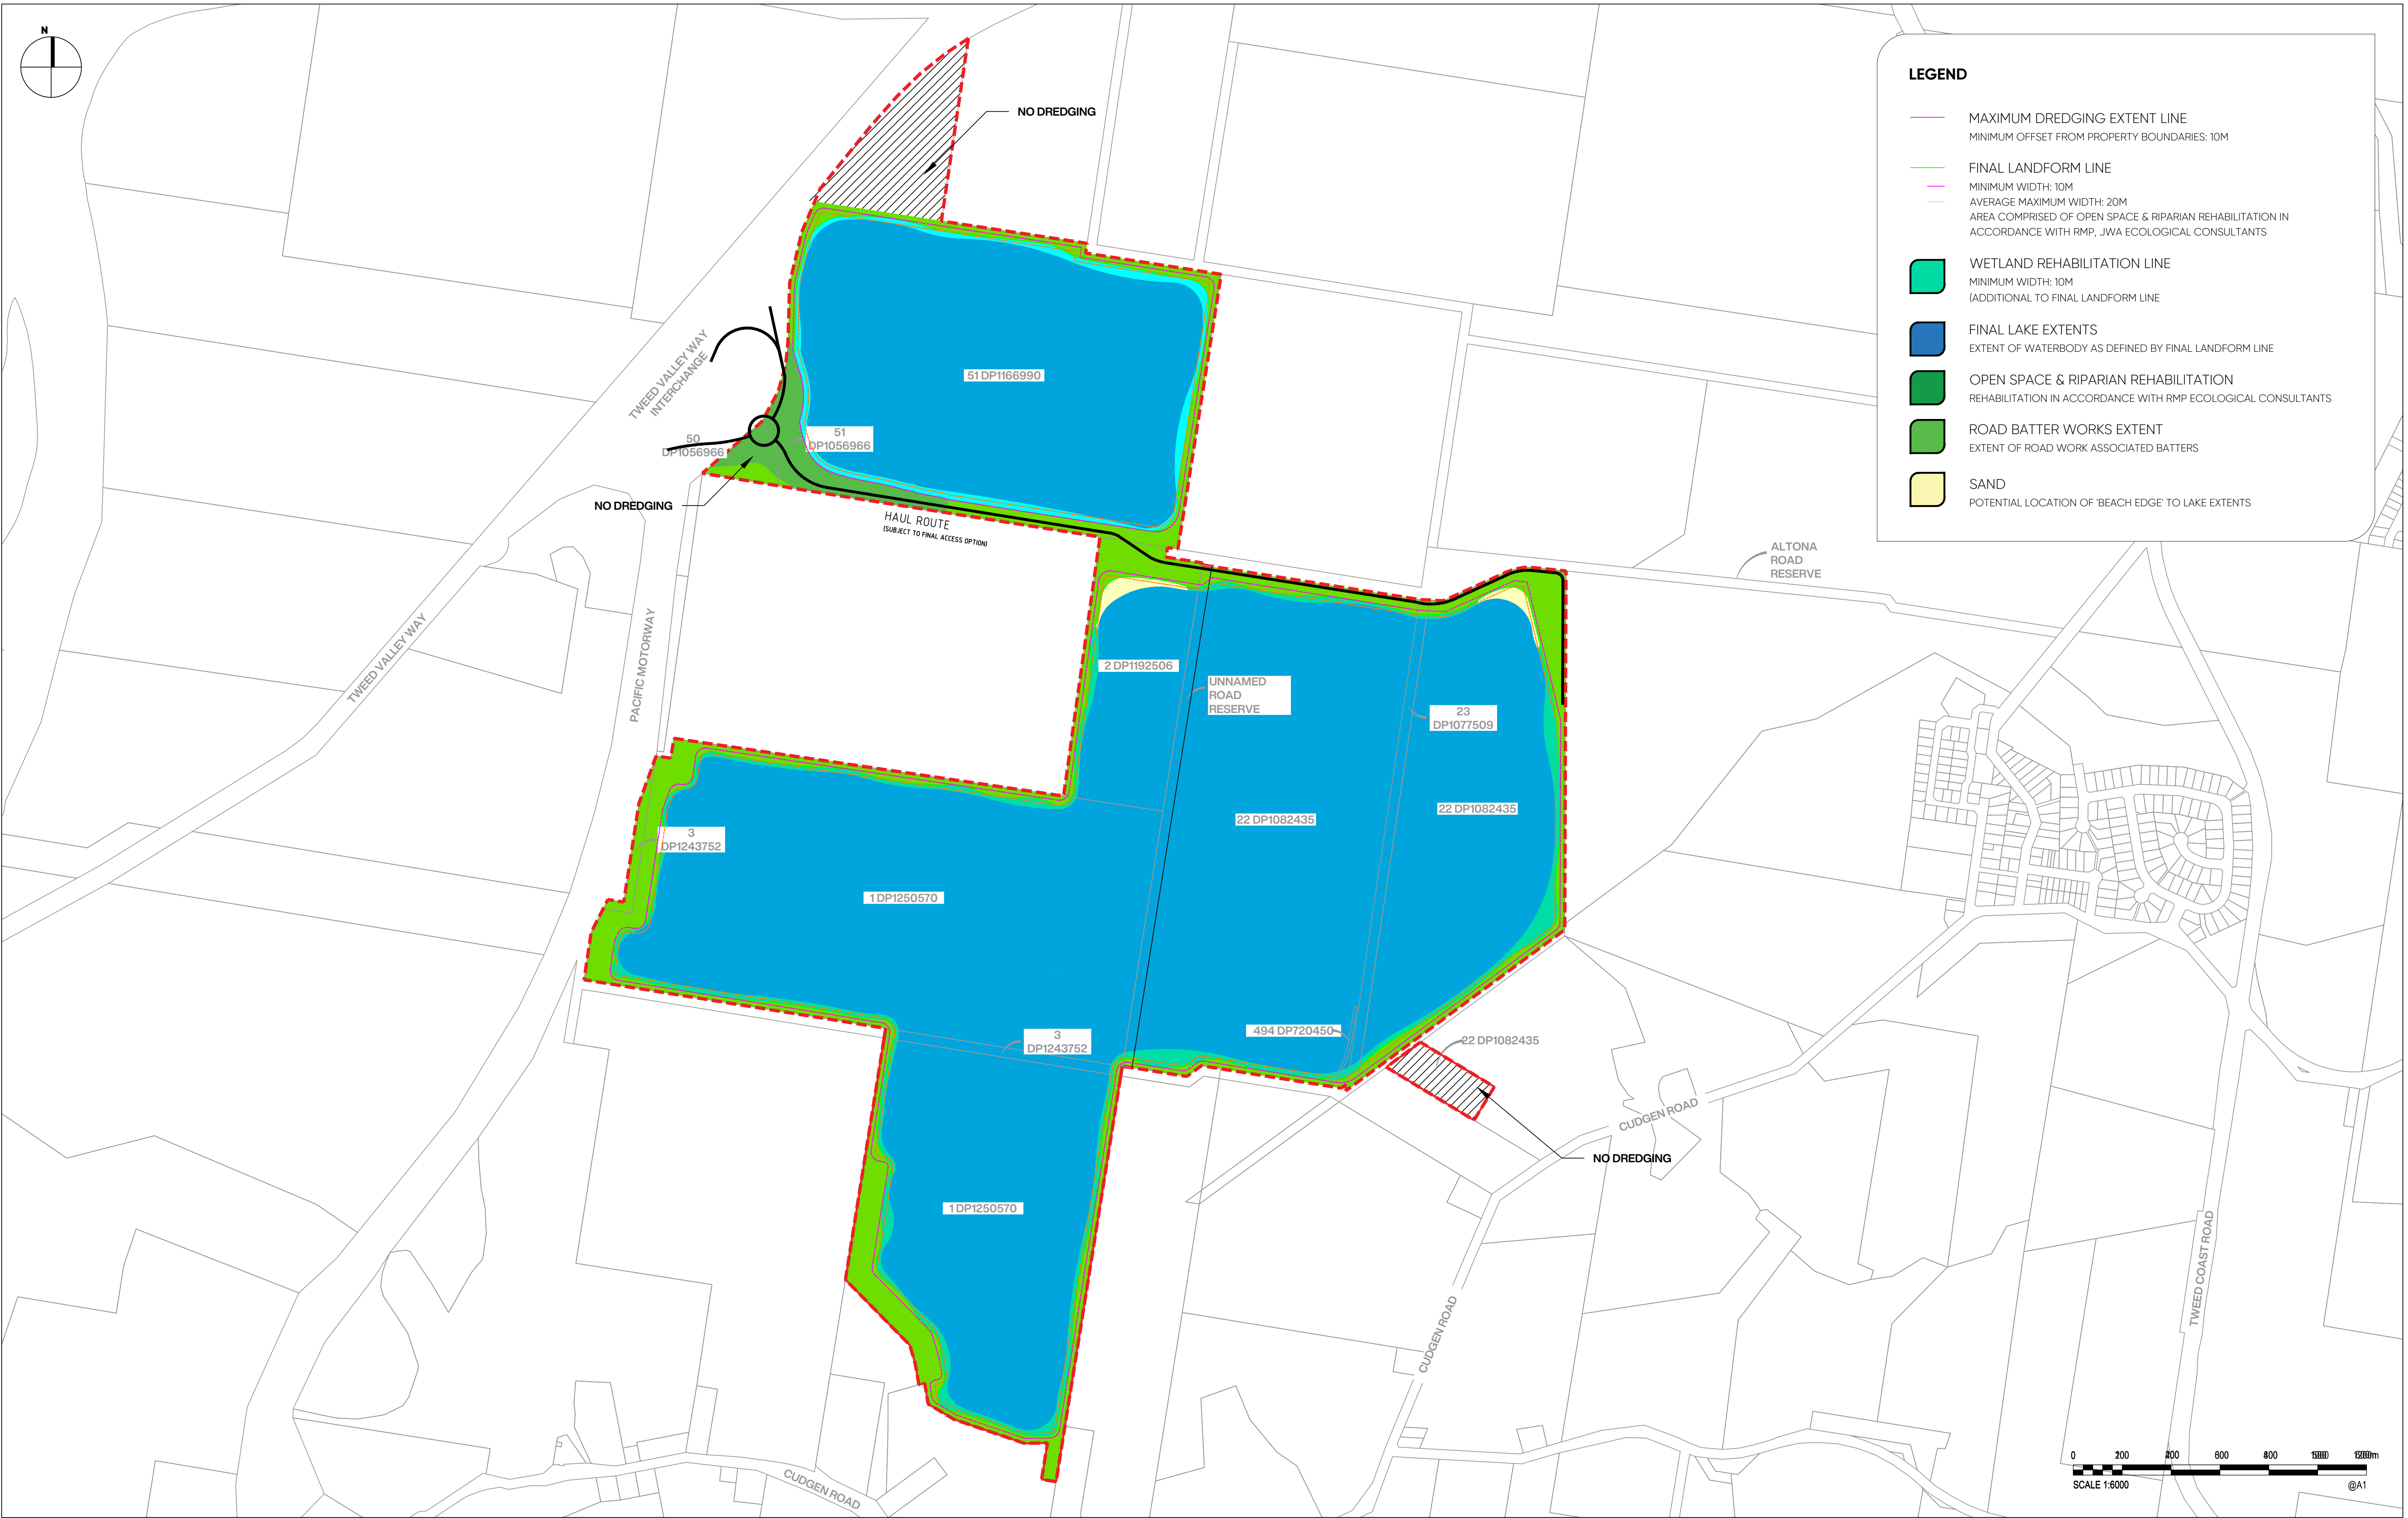 N
NO DREDGING
LEGEND
MAXIMUM DREDGING EXTENT LINE
MINIMUM OFFSET FROM PROPERTY BOUNDARIES: 10M
FINAL LANDFORM LINE
MINIMUM WIDTH: 10M
AVERAGE MAXIMUM WIDTH: 20M
AREA COMPRISED OF OPEN SPACE & RIPARIAN REHABILITATION IN
ACCORDANCE WITH RMP, JWA ECOLOGICAL CONSULTANTS
WETLAND REHABILITATION LINE
MINIMUM WIDTH: 10M
(ADDITIONAL TO FINAL LANDFORM LINE
FINAL LAKE EXTENTS
EXTENT OF WATERBODY AS DEFINED BY FINAL LANDFORM LINE
OPEN SPACE & RIPARIAN REHABILITATION
REHABILITATION IN ACCORDANCE WITH RMP ECOLOGICAL CONSULTANTS
ROAD BATTER WORKS EXTENT
EXTENT OF ROAD WORK ASSOCIATED BATTERS
SAND
POTENTIAL LOCATION OF 'BEACH EDGE' TO LAKE EXTENTS
TWEED VALLEY WAY
INTERCHANGE
51 DP1166990
50
DP1056966
51
DP1056966
NO DREDGING
HAUL ROUTE
(SUBJECT TO FINAL ACCESS OPTION)
ALTONA
ROAD
RESERVE
TWEED VALLEY WAY
PACIFIC MOTORWAY
2 DP1192506
UNNAMED
ROAD
RESERVE
23
DP1077509
3
DP1243752
22 DP1082435
22 DP1082435
1 DP1250570
3
DP1243752
494 DP720450
22 DP1082435
CUDGEN ROAD
NO DREDGING
1 DP1250570
CUDGEN ROAD
TWEED COAST ROAD
CUDGEN ROAD
0 200 400 600 800
SCALE 1:6000
@A1